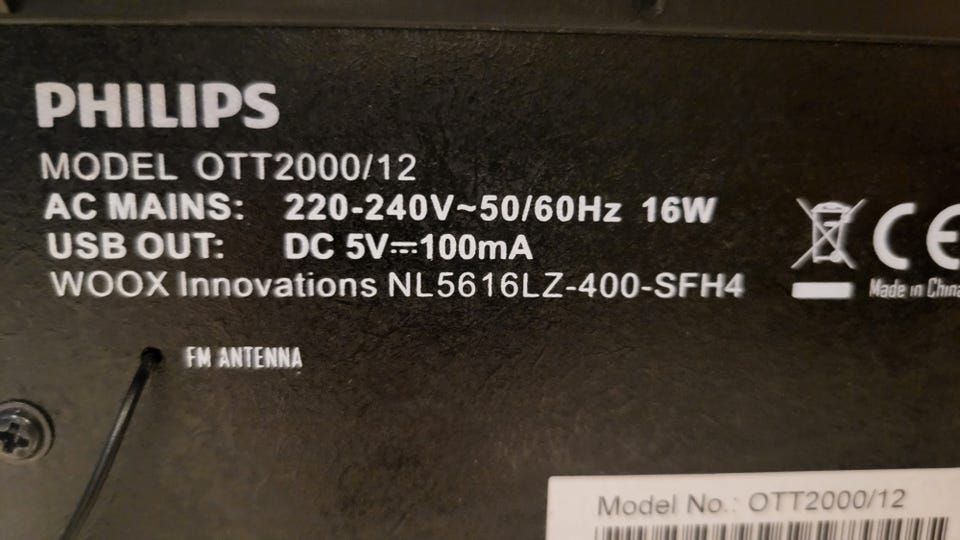 PHILIPS
MODEL OTT2000/12
AC MAINS: 220-240V~50/60Hz 16W
USB OUT: DC 5V⎓100mA
WOOX Innovations NL5616LZ-400-SFH4
CE
Made in China
FM ANTENNA
Model No.: OTT2000/12